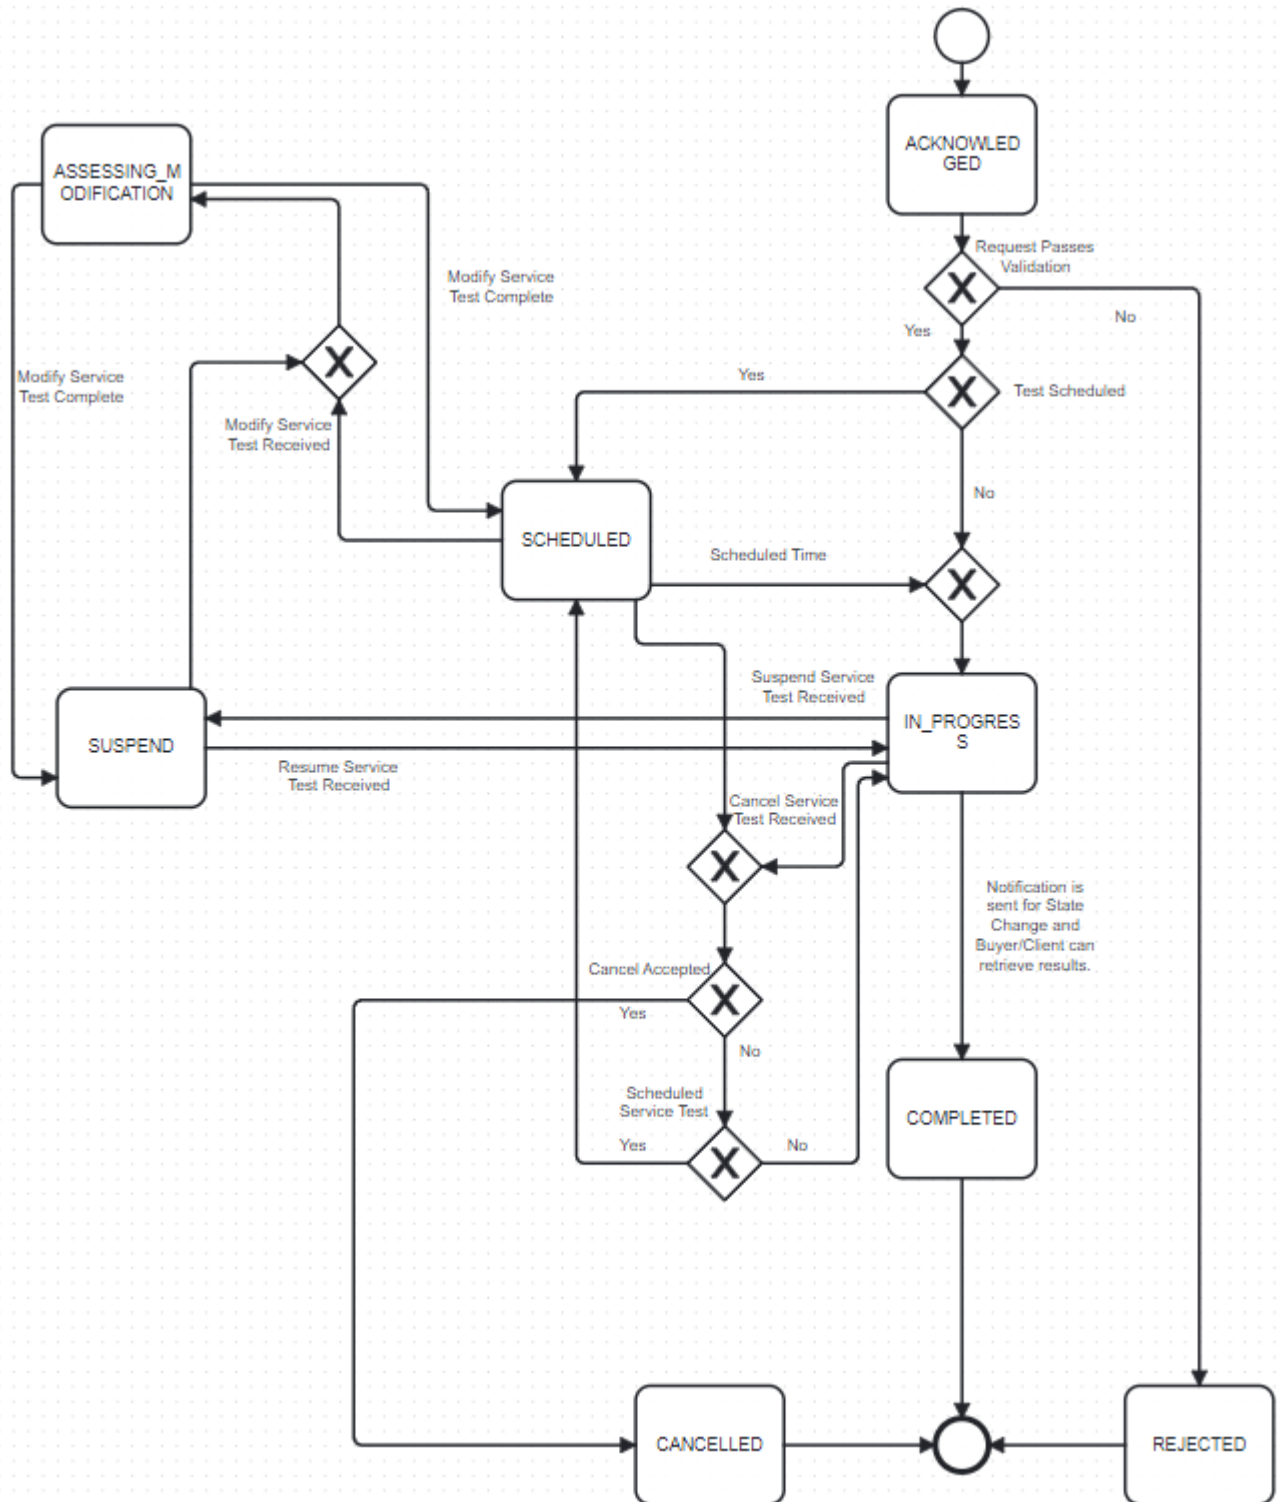 ACKNOWLED
GED
ASSESSING_M
ODIFICATION
Request Passes
Validation
Modify Service
Test Complete
No
Yes
Modify Service
Test Complete
Yes
Test Scheduled
Modify Service
Test Received
No
SCHEDULED
Scheduled Time
Suspend Service
Test Received
IN_PROGRES
S
SUSPEND
Resume Service
Test Received
Cancel Service
Test Received
Notification is
sent for State
Change and
Buyer/Client can
retrieve results.
Cancel Accepted
Yes
No
Scheduled
Service Test
Yes
No
COMPLETED
CANCELLED
REJECTED